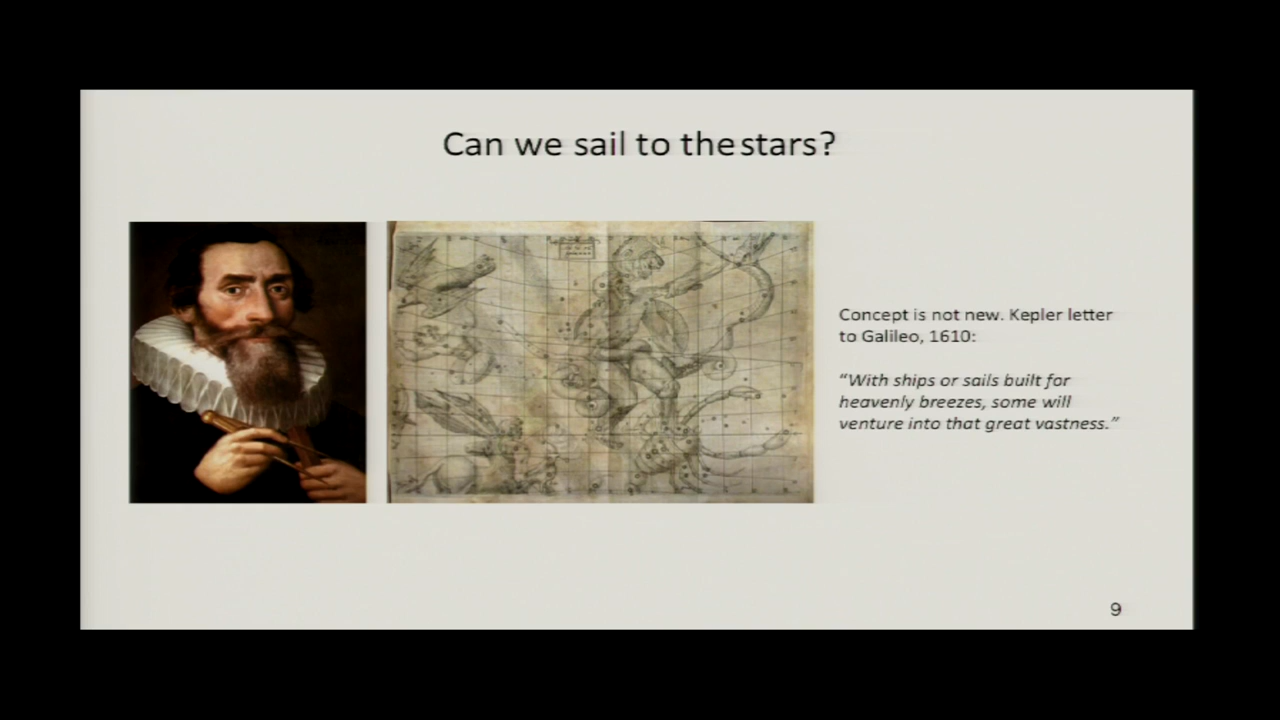 Can we sail to the stars?
Concept is not new. Kepler letter
to Galileo, 1610:
“With ships or sails built for
heavenly breezes, some will
venture into that great vastness.”
9